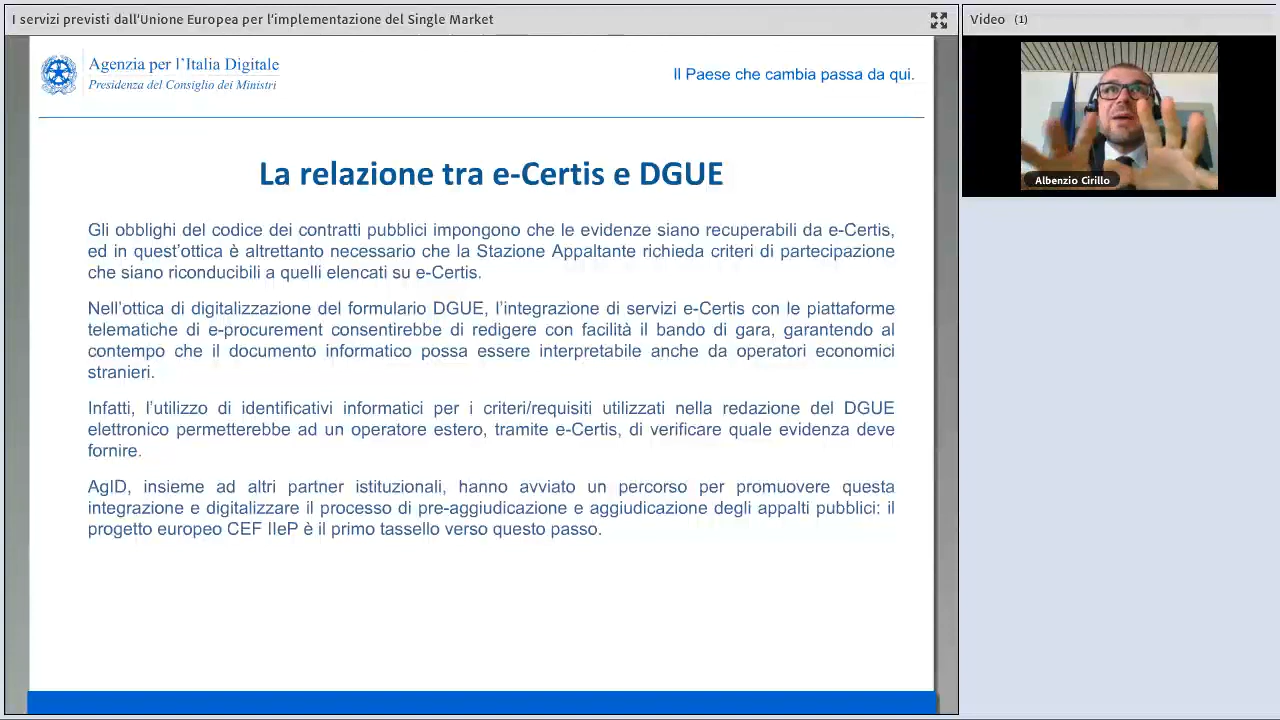 I servizi previsti dall'Unione Europea per l'implementazione del Single Market
Video (1)
Agenzia per l'Italia Digitale
Presidenza del Consiglio dei Ministri
Il Paese che cambia passa da qui.
Albenzio Cirillo
La relazione tra e-Certis e DGUE
Gli obblighi del codice dei contratti pubblici impongono che le evidenze siano recuperabili da e-Certis,
ed in quest'ottica è altrettanto necessario che la Stazione Appaltante richieda criteri di partecipazione
che siano riconducibili a quelli elencati su e-Certis.
Nell'ottica di digitalizzazione del formulario DGUE, l'integrazione di servizi e-Certis con le piattaforme
telematiche di e-procurement consentirebbe di redigere con facilità il bando di gara, garantendo al
contempo che il documento informatico possa essere interpretabile anche da operatori economici
stranieri.
Infatti, l'utilizzo di identificativi informatici per i criteri/requisiti utilizzati nella redazione del DGUE
elettronico permetterebbe ad un operatore estero, tramite e-Certis, di verificare quale evidenza deve
fornire.
AgID, insieme ad altri partner istituzionali, hanno avviato un percorso per promuovere questa
integrazione e digitalizzare il processo di pre-aggiudicazione e aggiudicazione degli appalti pubblici: il
progetto europeo CEF IIeP è il primo tassello verso questo passo.